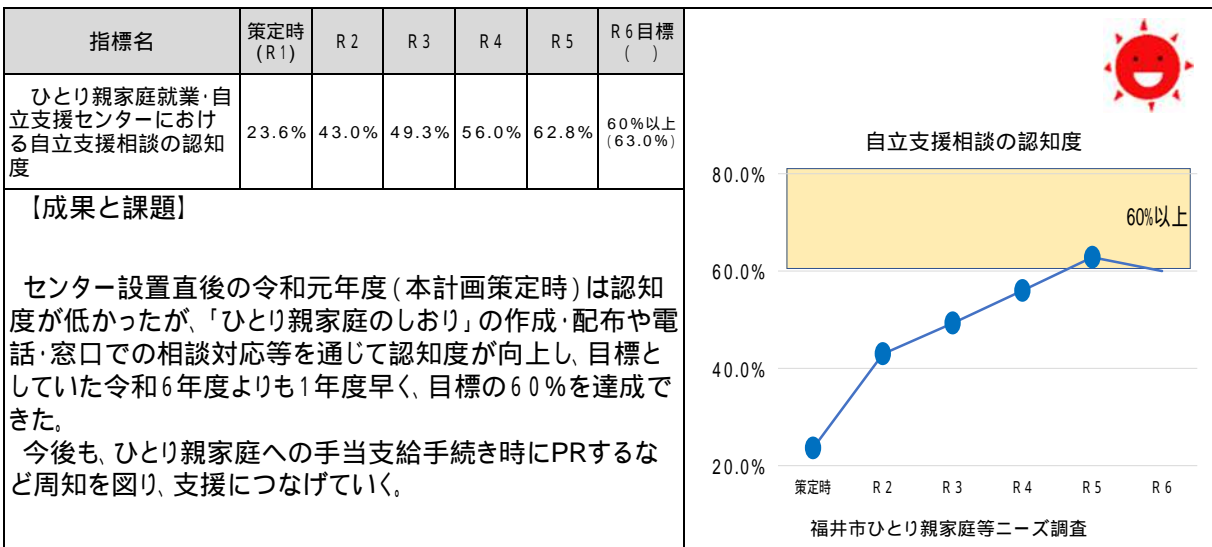 指標名
策定時
(R1)
R2
R3
R4
R5
R6目標
(　)
ひとり親家庭就業・自
立支援センターにおけ
る自立支援相談の認知
度
23.6%
43.0%
49.3%
56.0%
62.8%
60%以上
(63.0%)
【成果と課題】
センター設置直後の令和元年度(本計画策定時)は認知
度が低かったが、「ひとり親家庭のしおり」の作成・配布や電
話・窓口での相談対応等を通じて認知度が向上し、目標と
していた令和6年度よりも1年度早く、目標の60%を達成で
きた。
今後も、ひとり親家庭への手当支給手続き時にPRするな
ど周知を図り、支援につなげていく。
自立支援相談の認知度
80.0%
60%以上
60.0%
40.0%
20.0%
策定時
R2
R3
R4
R5
R6
福井市ひとり親家庭等ニーズ調査